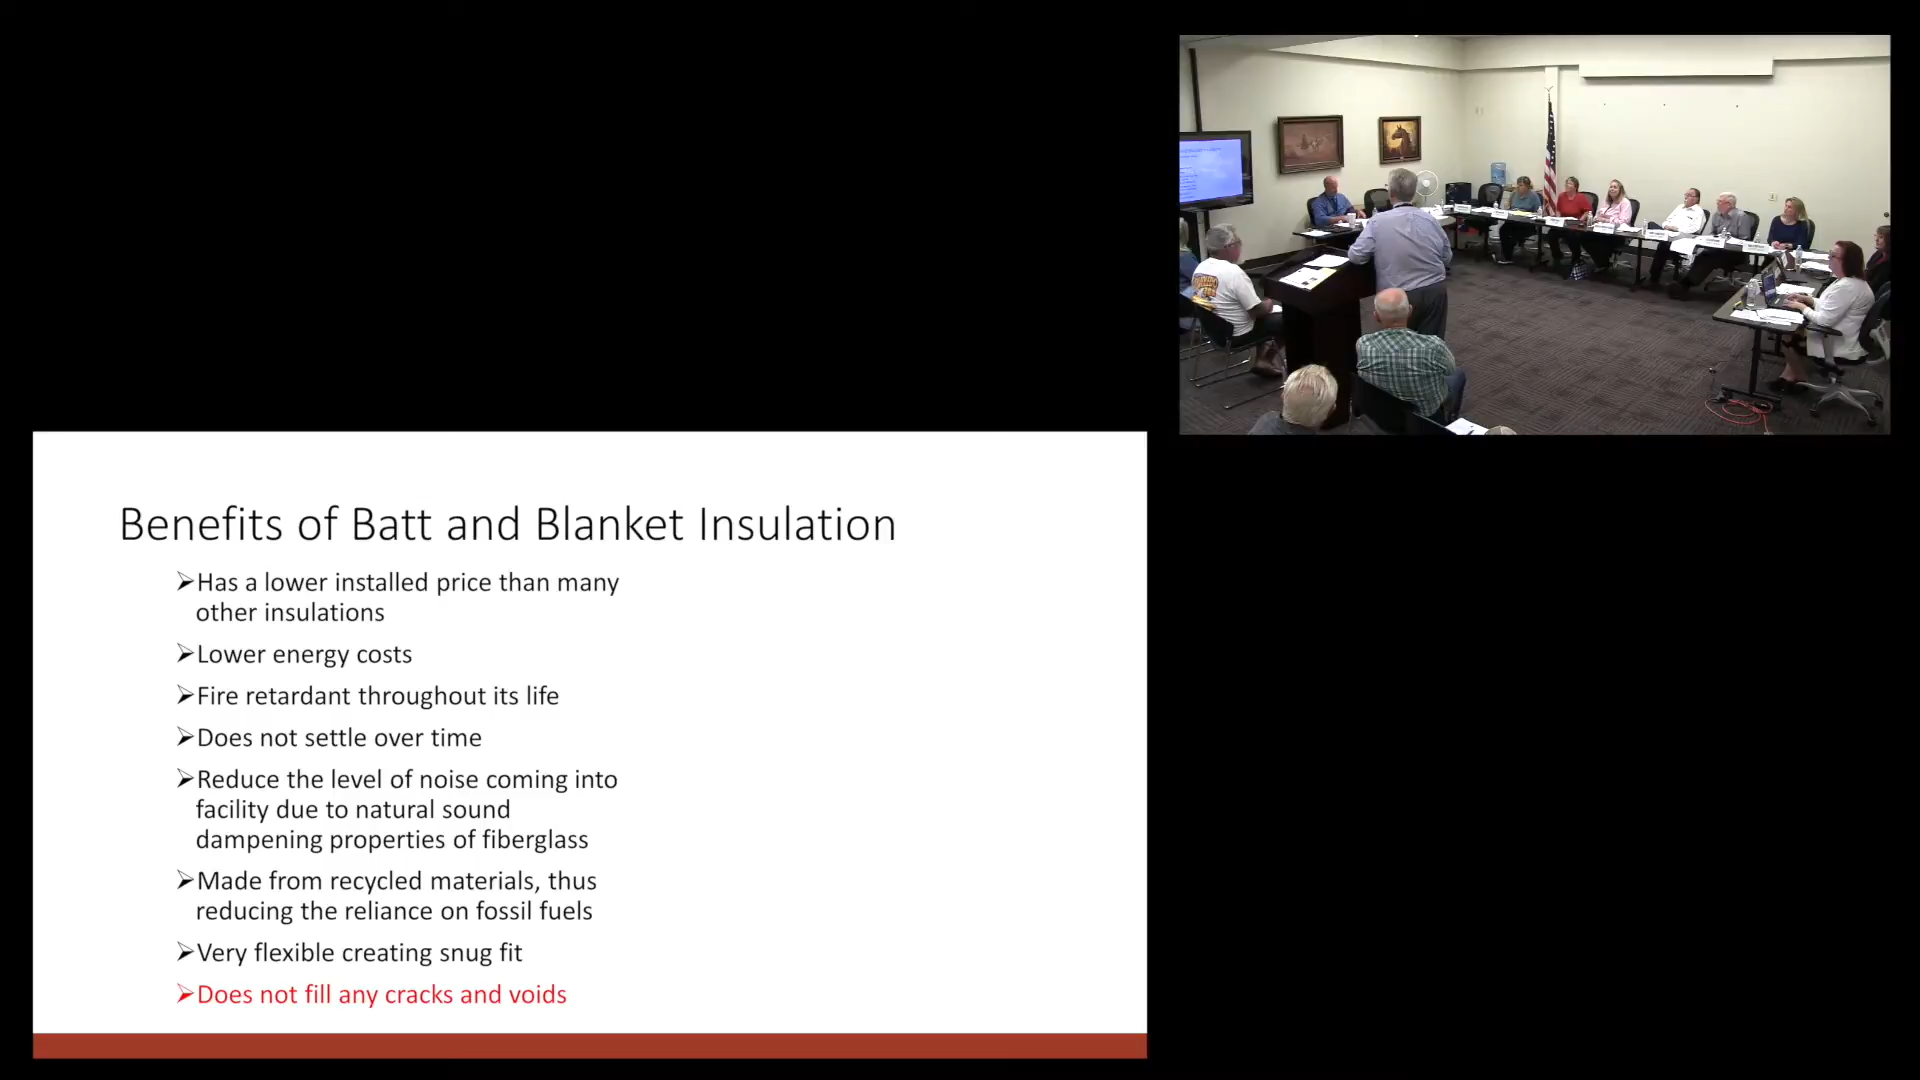 Benefits of Batt and Blanket Insulation
➢Has a lower installed price than many
other insulations
➢Lower energy costs
➢Fire retardant throughout its life
➢Does not settle over time
➢Reduce the level of noise coming into
facility due to natural sound
dampening properties of fiberglass
➢Made from recycled materials, thus
reducing the reliance on fossil fuels
➢Very flexible creating snug fit
➢Does not fill any cracks and voids